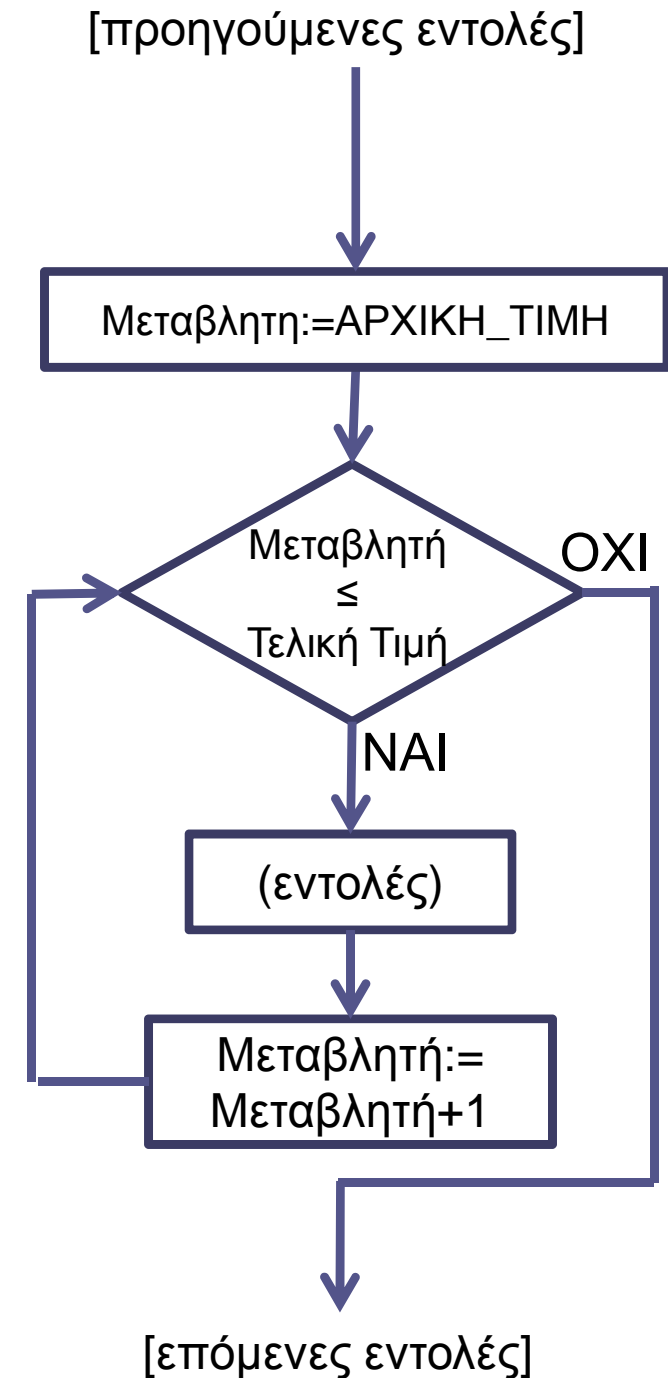 [προηγούμενες εντολές]
Μεταβλητη:=ΑΡΧΙΚΗ_ΤΙΜΗ
Μεταβλητή
≤
Τελική Τιμή
ΟΧΙ
ΝΑΙ
(εντολές)
Μεταβλητή:=
Μεταβλητή+1
[επόμενες εντολές]